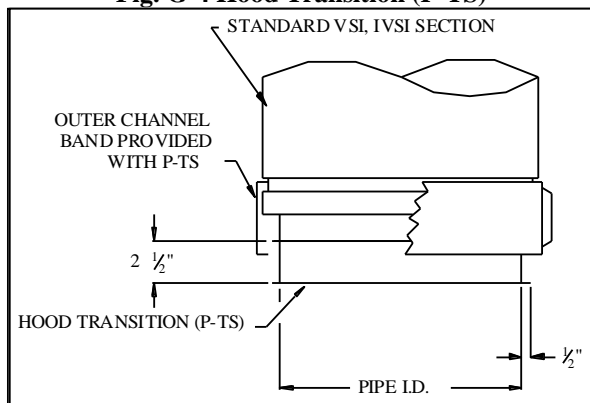 Fig. G-4 Hood Transition (P-TS)
STANDARD VSI, IVSI SECTION
OUTER CHANNEL
BAND PROVIDED
WITH P-TS
2 ½"
HOOD TRANSITION (P-TS)
½"
PIPE I.D.